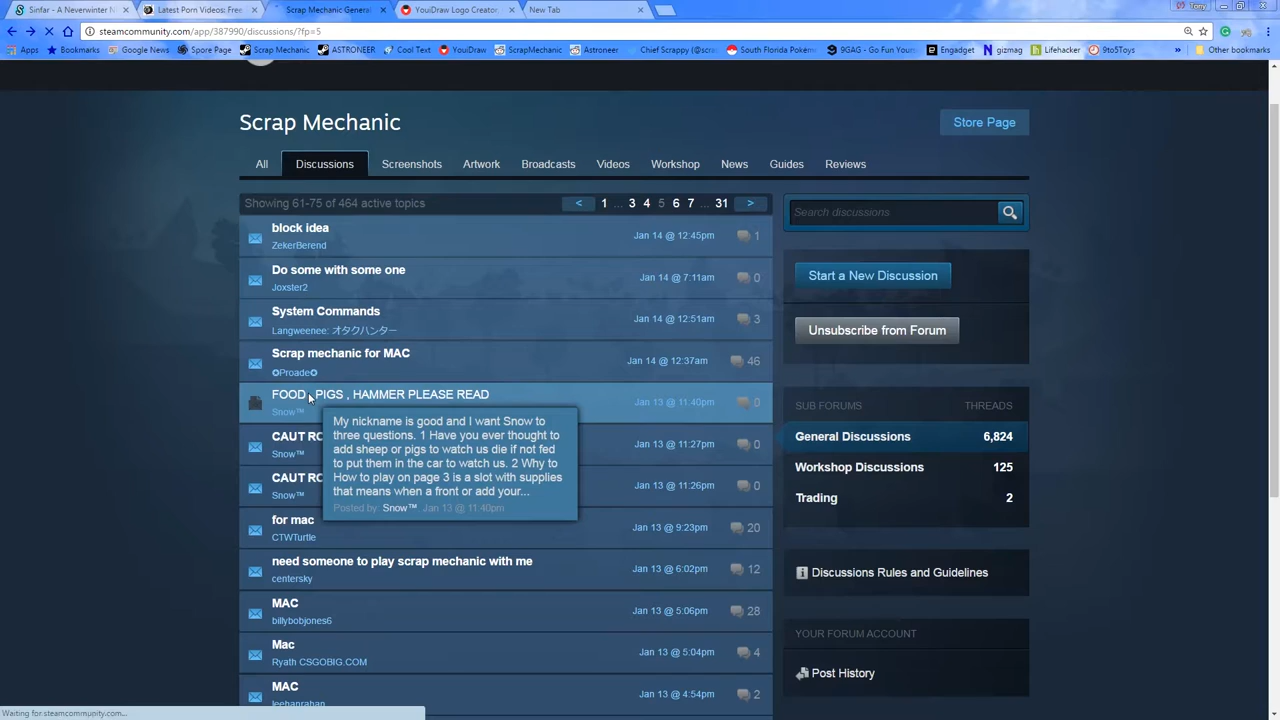 Sinfar - A Neverwinter N
Latest Porn Videos: Free
Scrap Mechanic General
YouiDraw Logo Creator
New Tab
Tony
steamcommunity.com/app/387990/discussions/?fp=5
Apps Bookmarks Google News Spore Page Scrap Mechanic ASTRONEER Cool Text YouiDraw ScrapMechanic Astroneer Chief Scrappy (@scra South Florida Pokém 9GAG - Go Fun Yours Engadget gizmag Lifehacker 9to5Toys » Other bookmarks
Scrap Mechanic
Store Page
All Discussions Screenshots Artwork Broadcasts Videos Workshop News Guides Reviews
Showing 61-75 of 464 active topics
< 1 ... 3 4 5 6 7 ... 31 >
Search discussions
block idea
ZekerBerend
Jan 14 @ 12:45pm 1
Do some with some one
Joxster2
Jan 14 @ 7:11am 0
Start a New Discussion
System Commands
Langweenee: オタクハンター
Jan 14 @ 12:51am 3
Unsubscribe from Forum
Scrap mechanic for MAC
✪Proade✪
Jan 14 @ 12:37am 46
FOOD , PIGS , HAMMER PLEASE READ
Snow™
Jan 13 @ 11:40pm 0
My nickname is good and I want Snow to
three questions. 1 Have you ever thought to
add sheep or pigs to watch us die if not fed
to put them in the car to watch us. 2 Why to
How to play on page 3 is a slot with supplies
that means when a front or add your...
Posted by: Snow™ Jan 13 @ 11:40pm
CAUT RO
Snow™
Jan 13 @ 11:27pm 0
CAUT RO
Snow™
Jan 13 @ 11:26pm 0
for mac
CTWTurtle
Jan 13 @ 9:23pm 20
need someone to play scrap mechanic with me
centersky
Jan 13 @ 6:02pm 12
MAC
billybobjones6
Jan 13 @ 5:06pm 28
Mac
Ryath CSGOBIG.COM
Jan 13 @ 5:04pm 4
MAC
leehanrahan
Jan 13 @ 4:54pm 2
SUB FORUMS THREADS
General Discussions 6,824
Workshop Discussions 125
Trading 2
Discussions Rules and Guidelines
YOUR FORUM ACCOUNT
Post History
Waiting for steamcommunity.com...